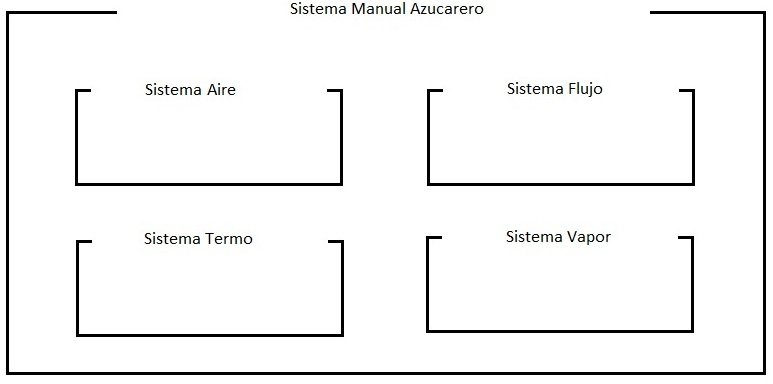 Sistema Manual Azucarero
Sistema Aire
Sistema Flujo
Sistema Termo
Sistema Vapor